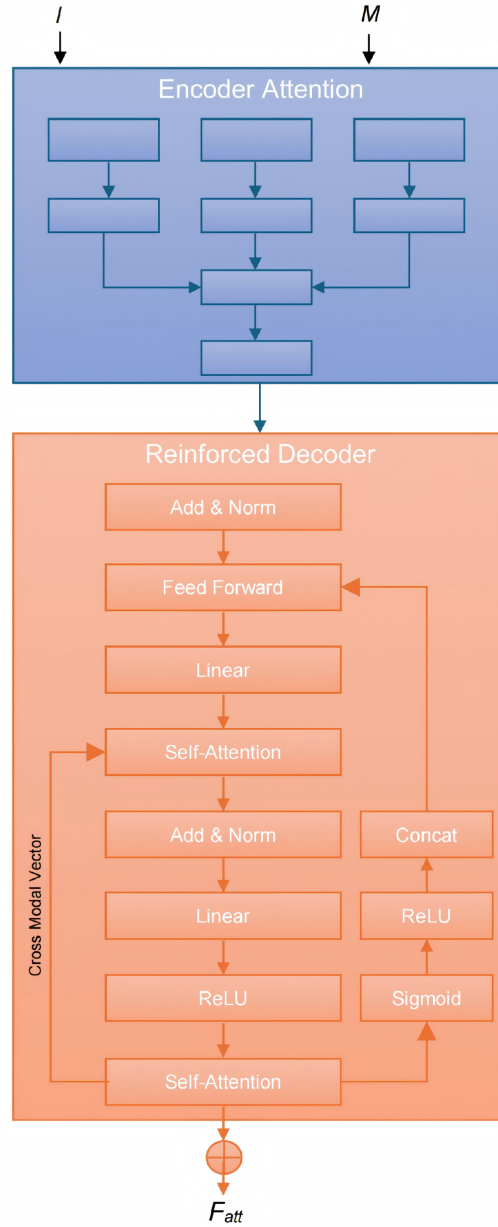 I
M
Encoder Attention
Reinforced Decoder
Add & Norm
Feed Forward
Linear
Self-Attention
Add & Norm
Linear
ReLU
Self-Attention
Cross Modal Vector
Concat
ReLU
Sigmoid
Fatt